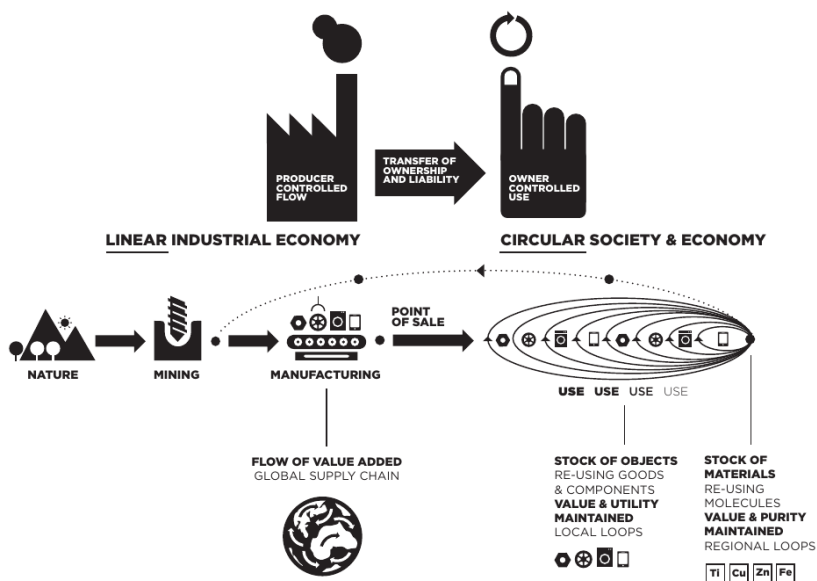 PRODUCER
CONTROLLED
FLOW
TRANSFER OF
OWNERSHIP
AND LIABILITY
OWNER
CONTROLLED
USE
LINEAR INDUSTRIAL ECONOMY
CIRCULAR SOCIETY & ECONOMY
POINT
OF SALE
NATURE
MINING
MANUFACTURING
USE USE USE USE
FLOW OF VALUE ADDED
GLOBAL SUPPLY CHAIN
STOCK OF OBJECTS
RE-USING GOODS
& COMPONENTS
VALUE & UTILITY
MAINTAINED
LOCAL LOOPS
STOCK OF
MATERIALS
RE-USING
MOLECULES
VALUE & PURITY
MAINTAINED
REGIONAL LOOPS
Ti Cu Zn Fe